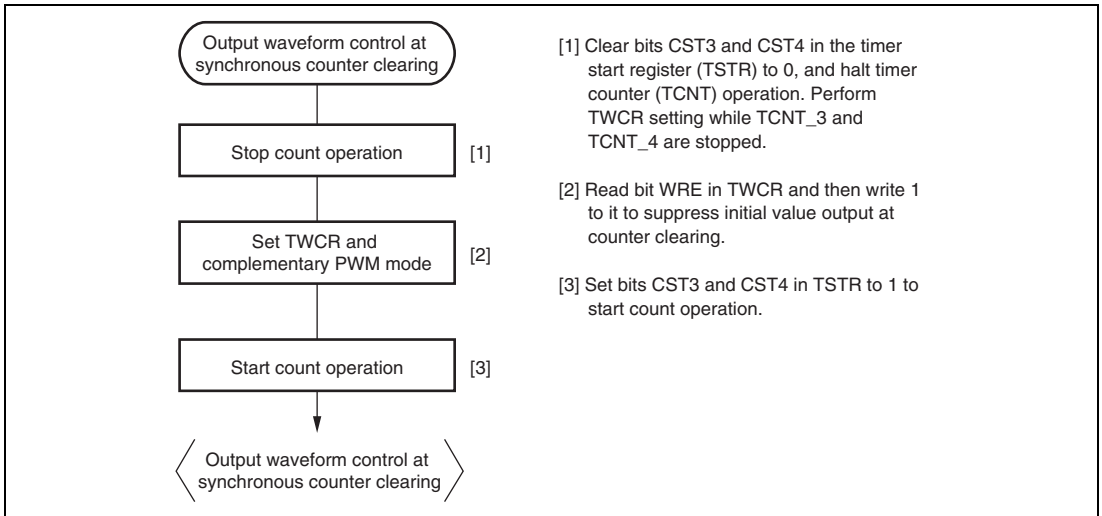 Output waveform control at
synchronous counter clearing
Stop count operation
[1]
Set TWCR and
complementary PWM mode
[2]
Start count operation
[3]
Output waveform control at
synchronous counter clearing
[1] Clear bits CST3 and CST4 in the timer
start register (TSTR) to 0, and halt timer
counter (TCNT) operation. Perform
TWCR setting while TCNT_3 and
TCNT_4 are stopped.
[2] Read bit WRE in TWCR and then write 1
to it to suppress initial value output at
counter clearing.
[3] Set bits CST3 and CST4 in TSTR to 1 to
start count operation.